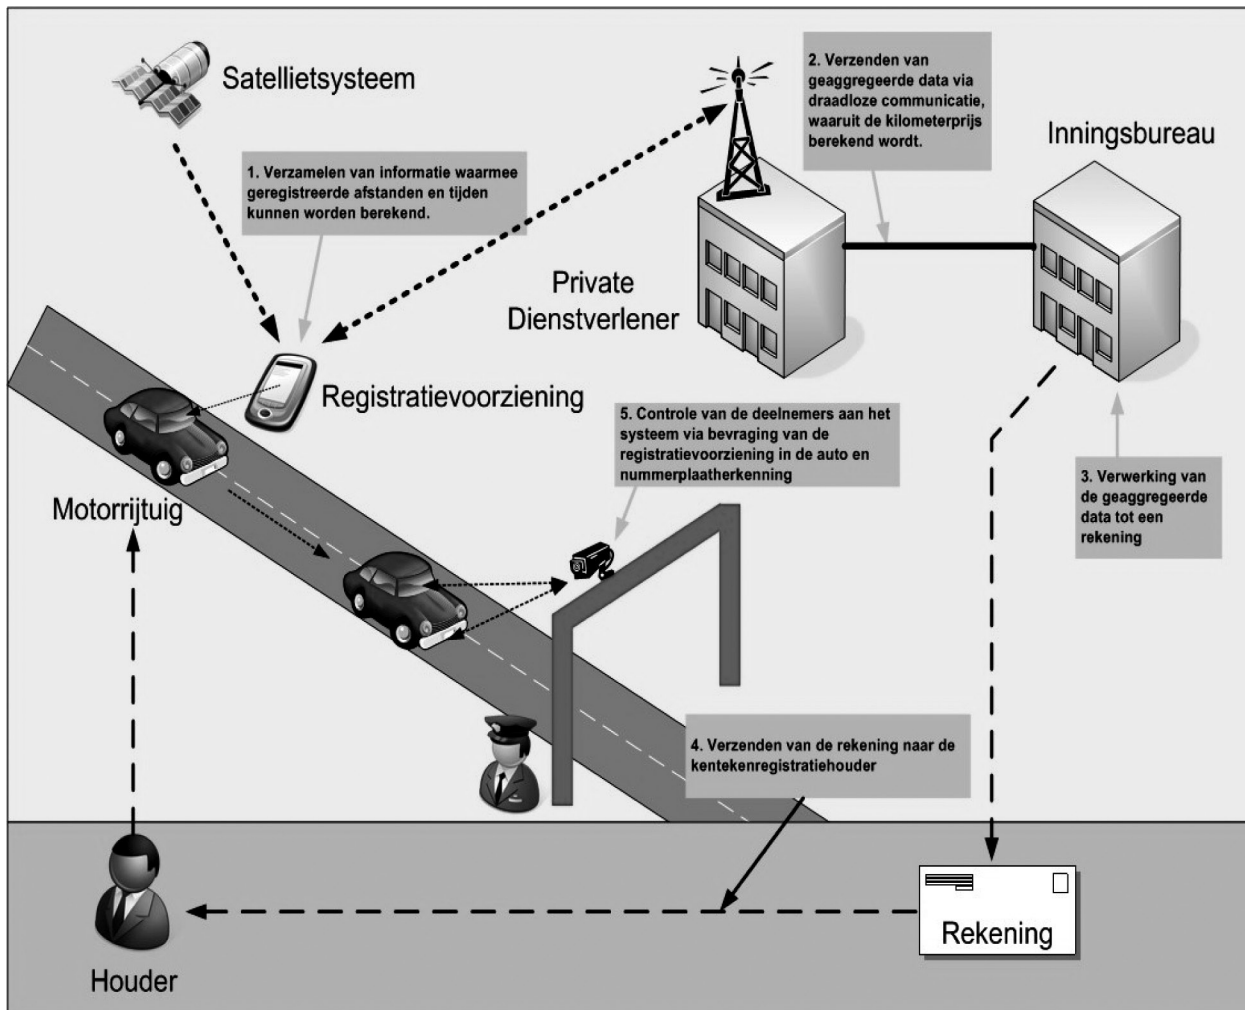 Satellietsysteem
2. Verzenden van
geaggregeerde data via
draadloze communicatie,
waaruit de kilometerprijs
berekend wordt.
Inningsbureau
1. Verzamelen van informatie waarmee
geregistreerde afstanden en tijden
kunnen worden berekend.
Private
Dienstverlener
Registratievoorziening
5. Controle van de deelnemers aan het
systeem via bevraging van de
registratievoorziening in de auto en
nummerplaatherkenning
3. Verwerking van
de geaggregeerde
data tot een
rekening
Motorrijtuig
4. Verzenden van de rekening naar de
kentekenregistratiehouder
Rekening
Houder